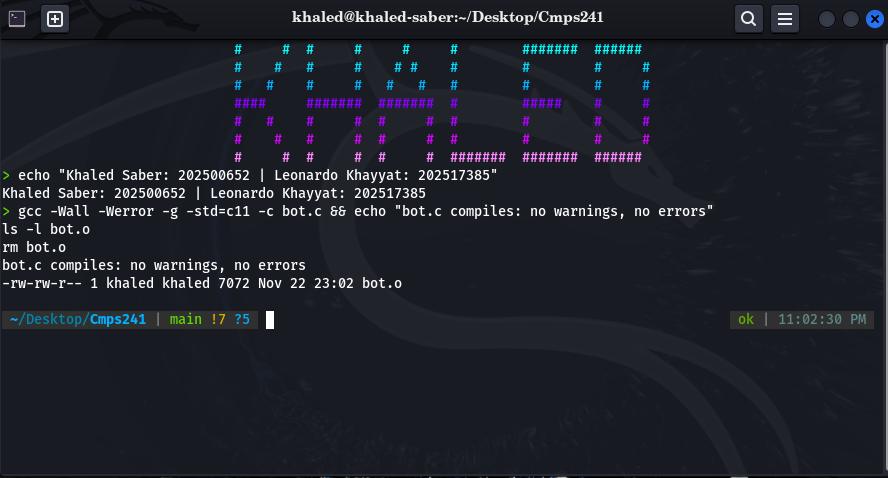 khaled@khaled-saber:~/Desktop/Cmps241
#     #  #     #     #     #        #######  ######
#    #   #     #    # #    #        #        #     #
#   #    #     #   #   #   #        #        #     #
####     #######  #######  #        #####    #     #
#   #    #     #  #     #  #        #        #     #
#    #   #     #  #     #  #        #        #     #
#     #  #     #  #     #  #######  #######  ######
> echo "Khaled Saber: 202500652 | Leonardo Khayyat: 202517385"
Khaled Saber: 202500652 | Leonardo Khayyat: 202517385
> gcc -Wall -Werror -g -std=c11 -c bot.c && echo "bot.c compiles: no warnings, no errors"
ls -l bot.o
rm bot.o
bot.c compiles: no warnings, no errors
-rw-rw-r-- 1 khaled khaled 7072 Nov 22 23:02 bot.o
~/Desktop/Cmps241 | main !7 ?5 ok | 11:02:30 PM